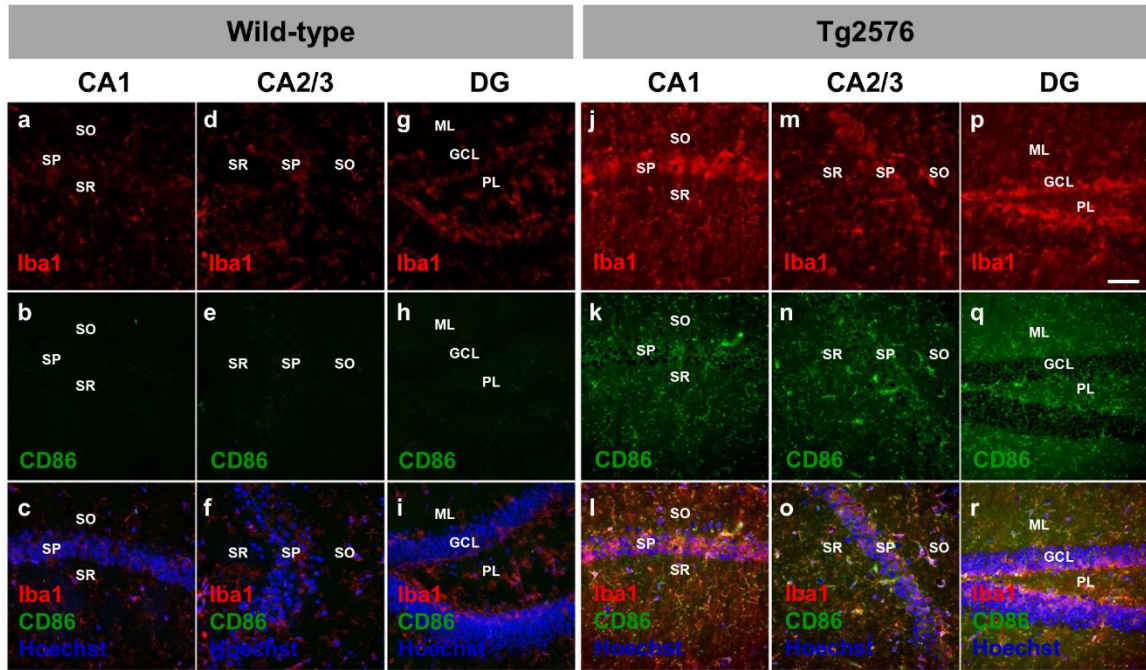 Wild-type Tg2576
CA1 CA2/3 DG CA1 CA2/3 DG
a SO SP SR Iba1
d SR SP SO Iba1
g ML GCL PL Iba1
j SO SP SR Iba1
m SR SP SO Iba1
p ML GCL PL Iba1
b SO SP SR CD86
e SR SP SO CD86
h ML GCL PL CD86
k SO SP SR CD86
n SR SP SO CD86
q ML GCL PL CD86
c SO SP SR Iba1 CD86 Hoechst
f SR SP SO Iba1 CD86 Hoechst
i ML GCL PL Iba1 CD86 Hoechst
l SO SP SR Iba1 CD86 Hoechst
o SR SP SO Iba1 CD86 Hoechst
r ML GCL PL Iba1 CD86 Hoechst